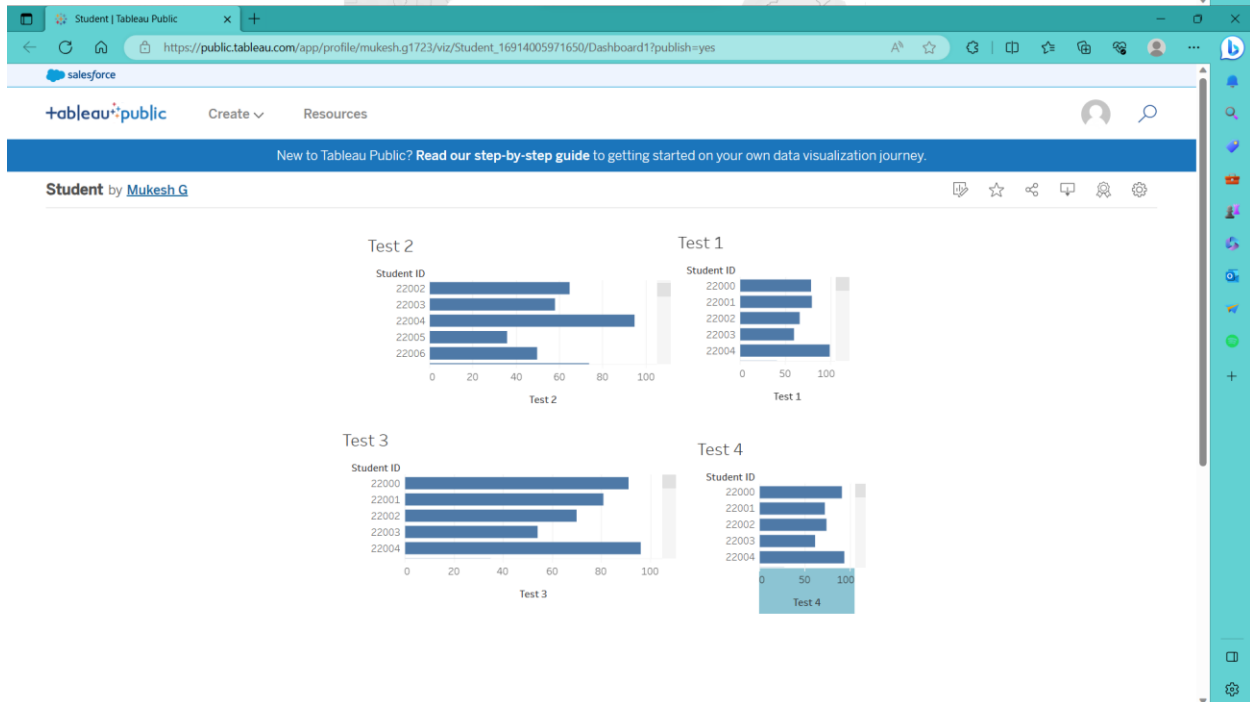 Student | Tableau Public
https://public.tableau.com/app/profile/mukesh.g1723/viz/Student_16914005971650/Dashboard1?publish=yes
salesforce
+ableau public Create Resources
New to Tableau Public? Read our step-by-step guide to getting started on your own data visualization journey.
Student by Mukesh G
Test 2
Student ID
22002
22003
22004
22005
22006
0 20 40 60 80 100
Test 2
Test 1
Student ID
22000
22001
22002
22003
22004
0 50 100
Test 1
Test 3
Student ID
22000
22001
22002
22003
22004
0 20 40 60 80 100
Test 3
Test 4
Student ID
22000
22001
22002
22003
22004
0 50 100
Test 4